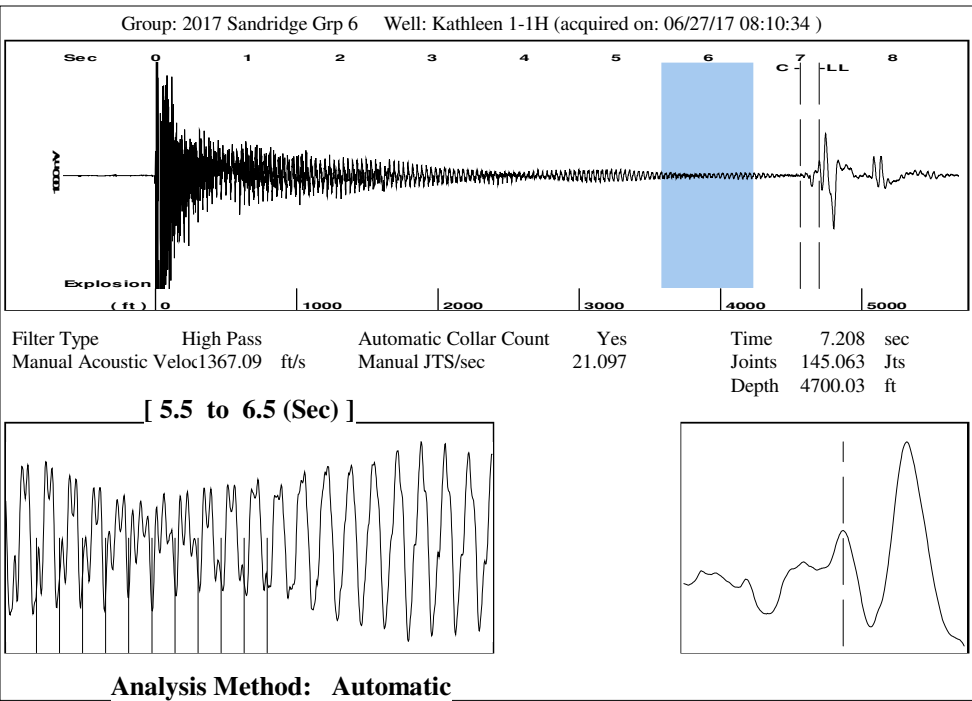 Group: 2017 Sandridge Grp 6 Well: Kathleen 1-1H (acquired on: 06/27/17 08:10:34 )
Sec 0 1 2 3 4 5 6 7 8
C LL
Explosion
( ft ) 0 1000 2000 3000 4000 5000
Filter Type High Pass Automatic Collar Count Yes Time 7.208 sec
Manual Acoustic Veloc1367.09 ft/s Manual JTS/sec 21.097 Joints 145.063 Jts
Depth 4700.03 ft
[ 5.5 to 6.5 (Sec) ]
Analysis Method: Automatic